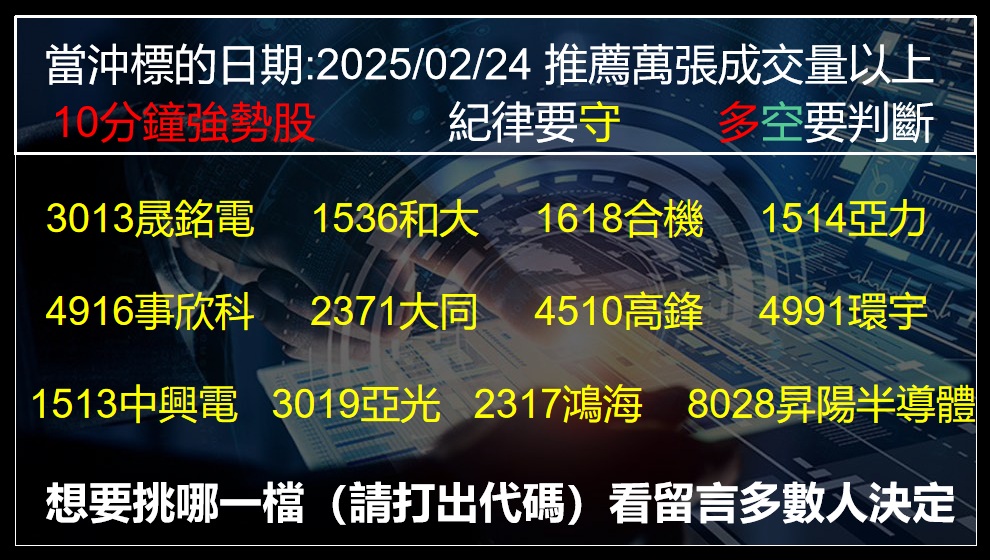 當沖標的日期:2025/02/24 推薦萬張成交量以上
10分鐘強勢股 紀律要守 多空要判斷
3013晟銘電 1536和大 1618合機 1514亞力
4916事欣科 2371大同 4510高鋒 4991環宇
1513中興電 3019亞光 2317鴻海 8028昇陽半導體
想要挑哪一檔（請打出代碼）看留言多數人決定